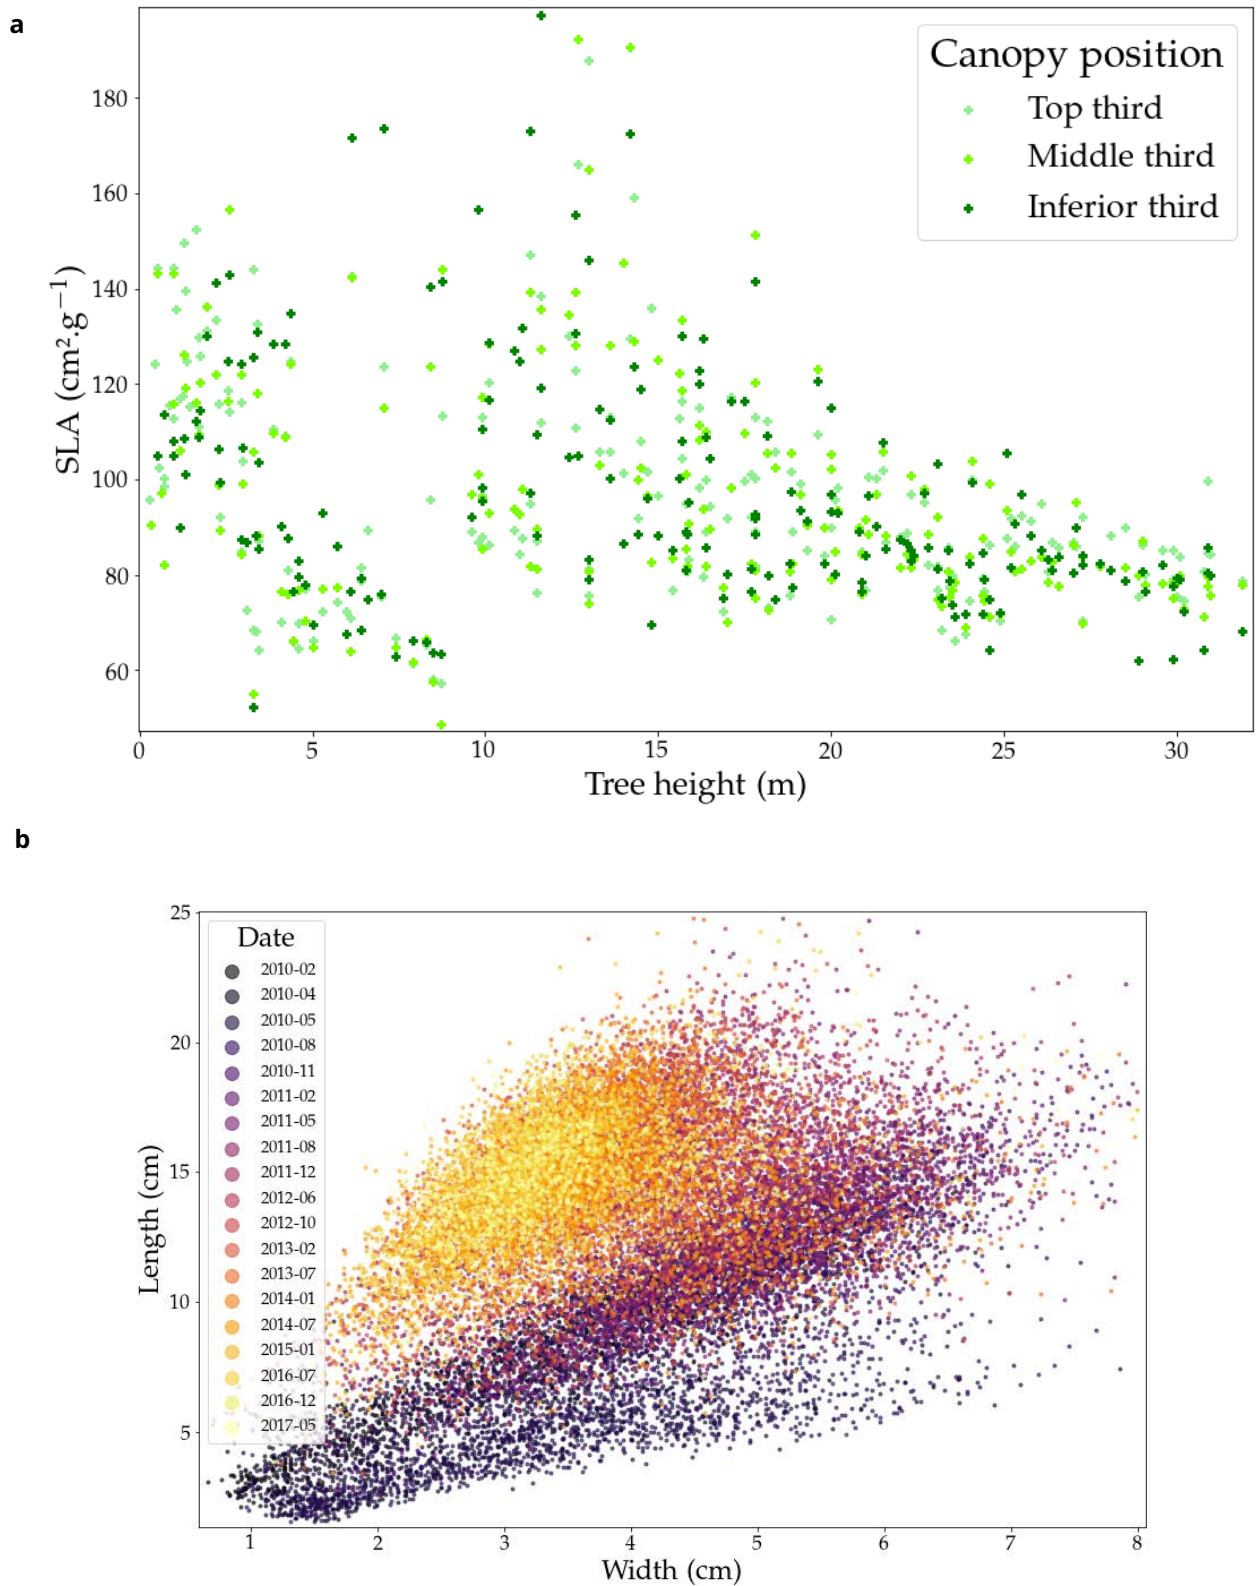 a
Canopy position
Top third
Middle third
Inferior third
180
160
140
120
100
80
60
SLA (cm².g⁻¹)
0 5 10 15 20 25 30
Tree height (m)
b
Date
2010-02
2010-04
2010-05
2010-08
2010-11
2011-02
2011-05
2011-08
2011-12
2012-06
2012-10
2013-02
2013-07
2014-01
2014-07
2015-01
2016-07
2016-12
2017-05
25
20
15
10
5
Length (cm)
1 2 3 4 5 6 7 8
Width (cm)